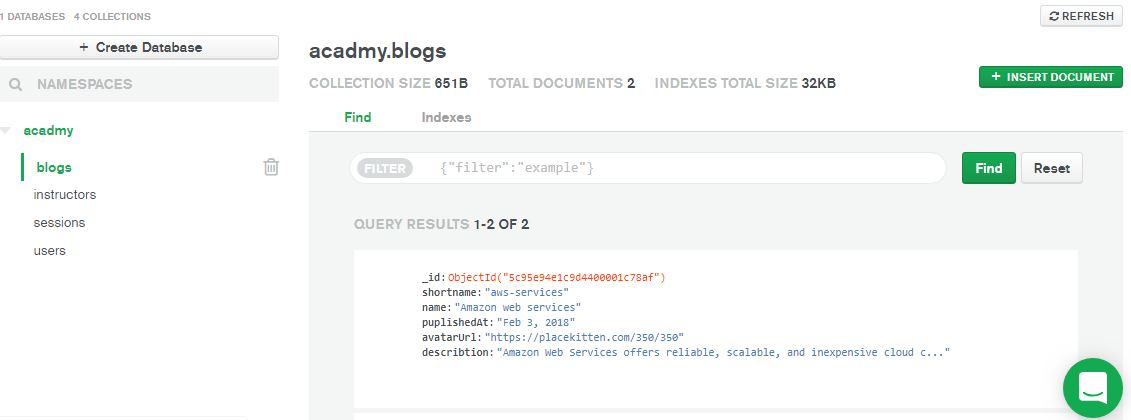 1 DATABASES 4 COLLECTIONS
REFRESH
+ Create Database
NAMESPACES
acadmy
blogs
instructors
sessions
users
acadmy.blogs
COLLECTION SIZE 651B TOTAL DOCUMENTS 2 INDEXES TOTAL SIZE 32KB
+ INSERT DOCUMENT
Find Indexes
FILTER {"filter":"example"}
Find Reset
QUERY RESULTS 1-2 OF 2
_id: ObjectId("5c95e94e1c9d4400001c78af")
shortname: "aws-services"
name: "Amazon web services"
puplishedAt: "Feb 3, 2018"
avatarUrl: "https://placekitten.com/350/350"
describtion: "Amazon Web Services offers reliable, scalable, and inexpensive cloud c..."